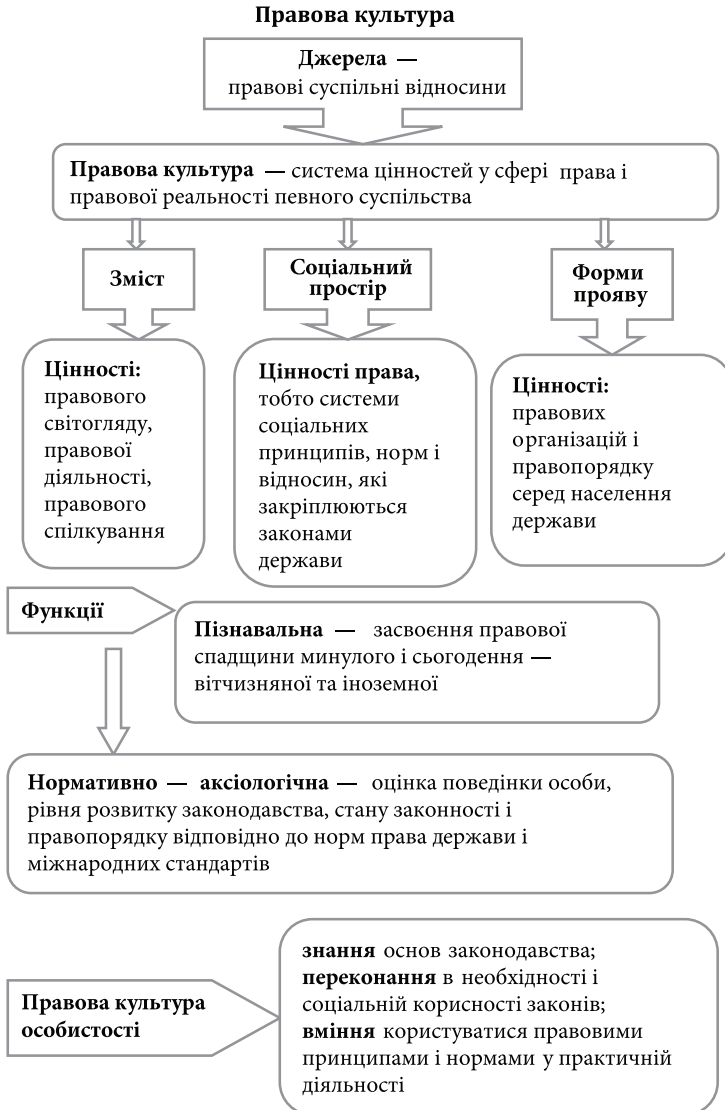 Правова культура
Джерела —
правові суспільні відносини
Правова культура — система цінностей у сфері права і
правової реальності певного суспільства
Зміст
Соціальний
простір
Форми
прояву
Цінності:
правового
світогляду,
правової
діяльності,
правового
спілкування
Цінності права,
тобто системи
соціальних
принципів, норм і
відносин, які
закріплюються
законами
держави
Цінності:
правових
організацій і
правопорядку
серед населення
держави
Функції
Пізнавальна — засвоєння правової
спадщини минулого і сьогодення —
вітчизняної та іноземної
Нормативно — аксіологічна — оцінка поведінки особи,
рівня розвитку законодавства, стану законності і
правопорядку відповідно до норм права держави і
міжнародних стандартів
Правова культура
особистості
знання основ законодавства;
переконання в необхідності і
соціальній корисності законів;
вміння користуватися правовими
принципами і нормами у практичній
діяльності